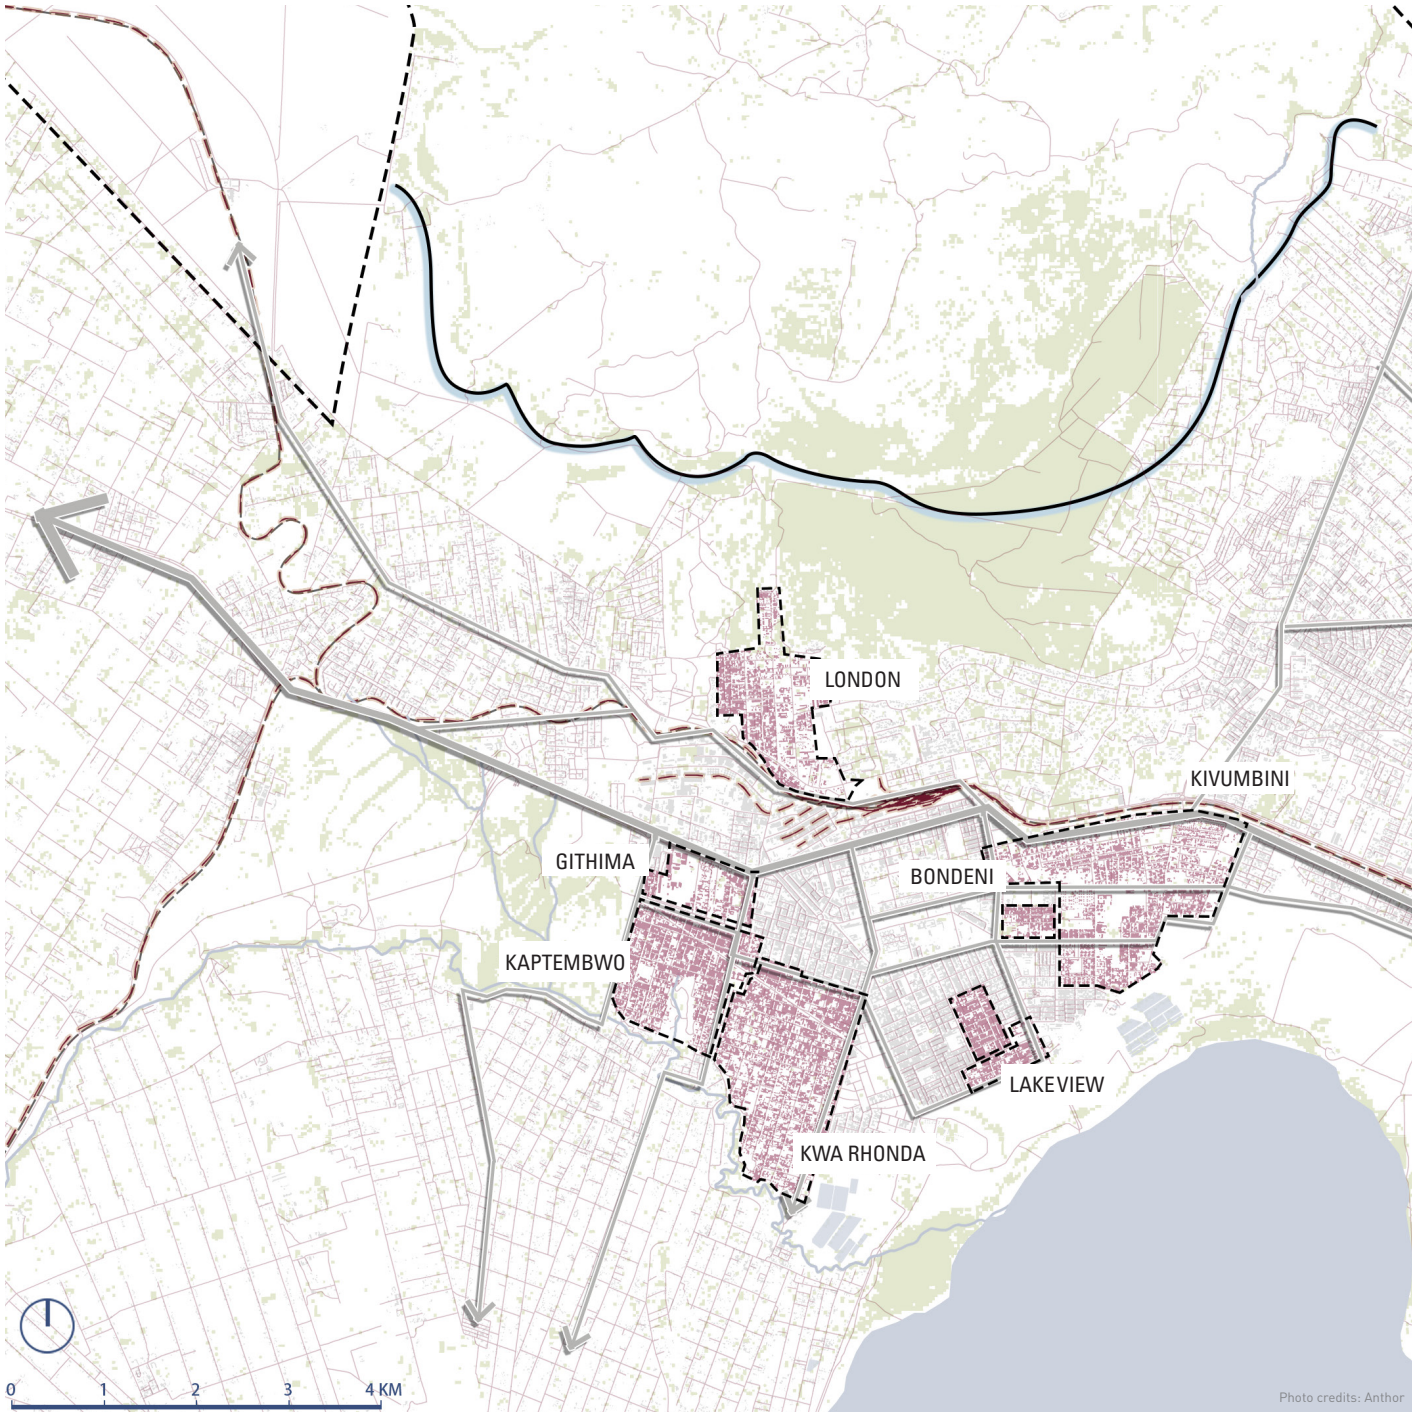 LONDON
KIVUMBINI
GITHIMA
BONDENI
KAPTEMBWO
LAKEVIEW
KWA RHONDA
0 1 2 3 4 KM
Photo credits: Anthor